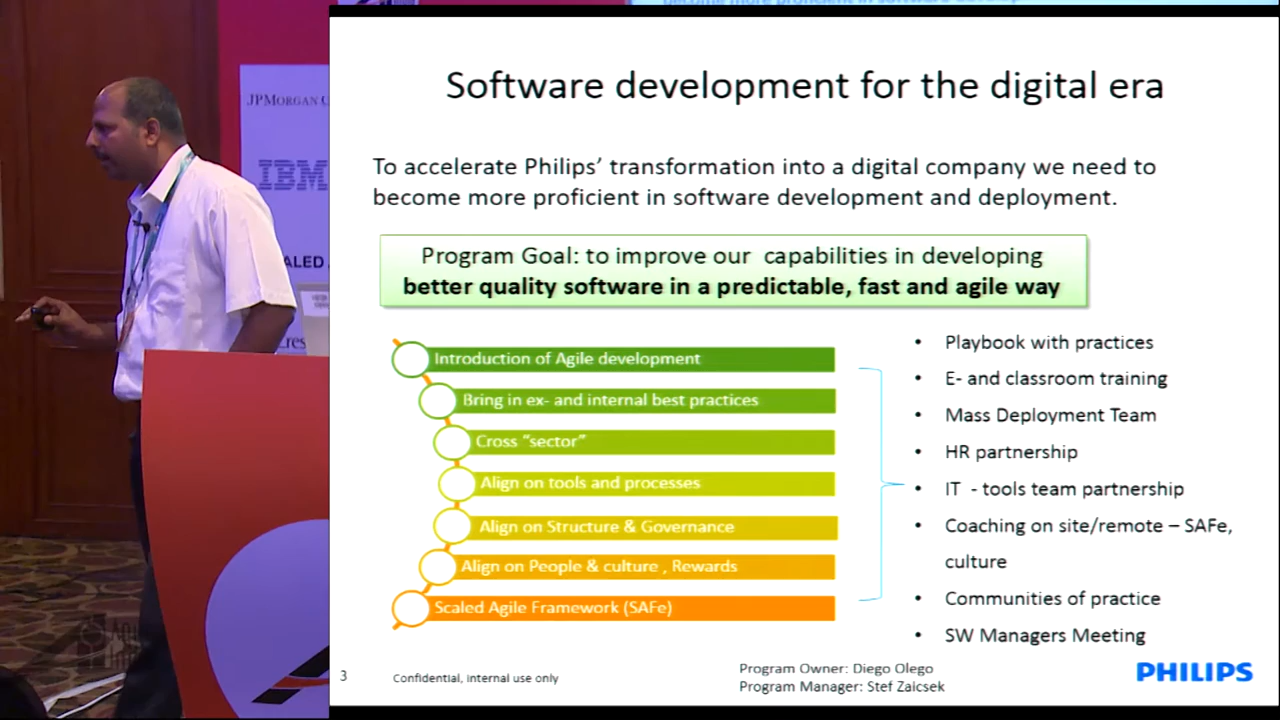 become more proficient in software
JPMORGAN
IBM
Software development for the digital era
To accelerate Philips’ transformation into a digital company we need to
become more proficient in software development and deployment.
Program Goal: to improve our capabilities in developing
better quality software in a predictable, fast and agile way
Introduction of Agile development
Bring in ex- and internal best practices
Cross “sector”
Align on tools and processes
Align on Structure & Governance
Align on People & culture , Rewards
Scaled Agile Framework (SAFe)
• Playbook with practices
• E- and classroom training
• Mass Deployment Team
• HR partnership
• IT - tools team partnership
• Coaching on site/remote – SAFe,
culture
• Communities of practice
• SW Managers Meeting
3
Confidential, internal use only
Program Owner: Diego Olego
Program Manager: Stef Zaicsek
PHILIPS